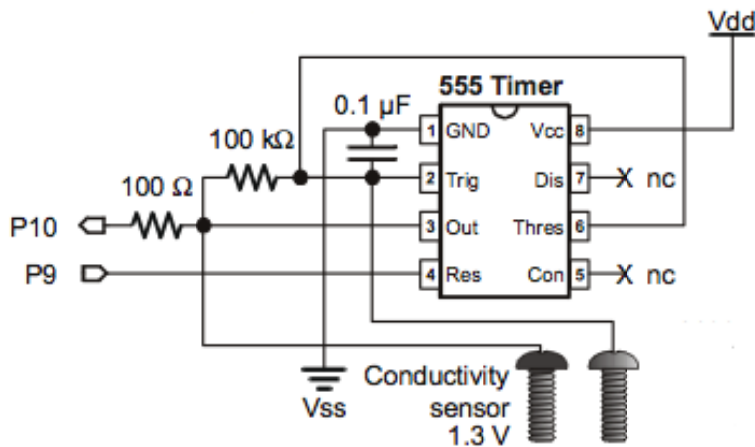 Vdd
555 Timer
0.1 µF
1 GND Vcc 8
100 kΩ
2 Trig Dis 7 X nc
100 Ω
P10 3 Out Thres 6
P9 4 Res Con 5 X nc
Vss
Conductivity
sensor
1.3 V